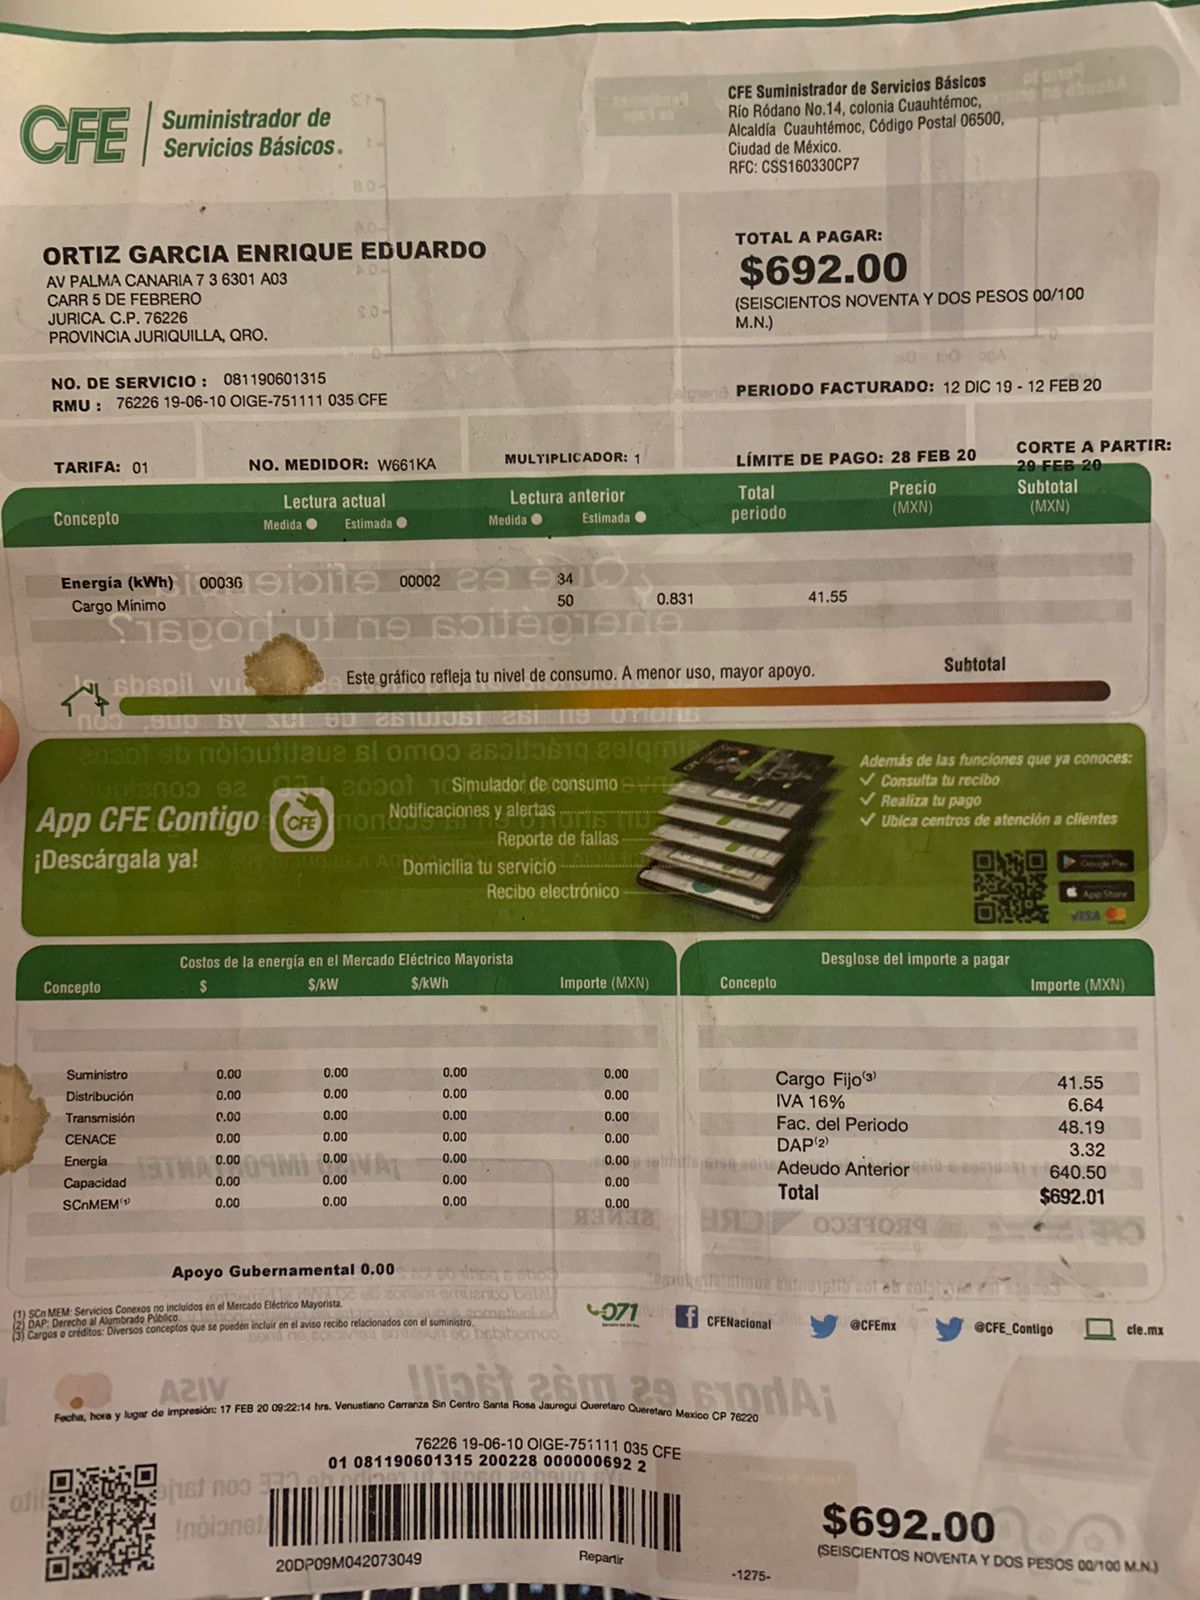 CFE Suministrador de
Servicios Básicos.
CFE Suministrador de Servicios Básicos
Río Ródano No.14, colonia Cuauhtémoc,
Alcaldía Cuauhtémoc, Código Postal 06500,
Ciudad de México.
RFC: CSS160330CP7
ORTIZ GARCIA ENRIQUE EDUARDO
AV PALMA CANARIA 7 3 6301 A03
CARR 5 DE FEBRERO
JURICA. C.P. 76226
PROVINCIA JURIQUILLA, QRO.
TOTAL A PAGAR:
$692.00
(SEISCIENTOS NOVENTA Y DOS PESOS 00/100
M.N.)
NO. DE SERVICIO : 081190601315
RMU : 76226 19-06-10 OIGE-751111 035 CFE
PERIODO FACTURADO: 12 DIC 19 - 12 FEB 20
TARIFA: 01 NO. MEDIDOR: W661KA MULTIPLICADOR: 1 LÍMITE DE PAGO: 28 FEB 20 CORTE A PARTIR:
29 FEB 20
Concepto Lectura actual Lectura anterior Total periodo Precio (MXN) Subtotal (MXN)
Medida Estimada Medida Estimada
Energía (kWh) 00036 00002 34
Cargo Mínimo 50 0.831 41.55
Este gráfico refleja tu nivel de consumo. A menor uso, mayor apoyo. Subtotal
App CFE Contigo CFE
¡Descárgala ya!
Simulador de consumo
Notificaciones y alertas
Reporte de fallas
Domicilia tu servicio
Recibo electrónico
Además de las funciones que ya conoces:
✓ Consulta tu recibo
✓ Realiza tu pago
✓ Ubica centros de atención a clientes
Google Play
App Store
VISA
Costos de la energía en el Mercado Eléctrico Mayorista
Concepto $ $/kW $/kWh Importe (MXN)
Suministro 0.00 0.00 0.00 0.00
Distribución 0.00 0.00 0.00 0.00
Transmisión 0.00 0.00 0.00 0.00
CENACE 0.00 0.00 0.00 0.00
Energía 0.00 0.00 0.00 0.00
Capacidad 0.00 0.00 0.00 0.00
SCnMEM(1) 0.00 0.00 0.00 0.00
Apoyo Gubernamental 0.00
Desglose del importe a pagar
Concepto Importe (MXN)
Cargo Fijo(3) 41.55
IVA 16% 6.64
Fac. del Periodo 48.19
DAP(2) 3.32
Adeudo Anterior 640.50
Total $692.01
(1) SCnMEM: Servicios Conexos no incluidos en el Mercado Eléctrico Mayorista.
(2) DAP: Derecho al Alumbrado Público.
(3) Cargos o créditos: Diversos conceptos que se pueden incluir en el aviso recibo relacionados con el suministro.
071 CFENacional @CFEmx @CFE_Contigo cfe.mx
Fecha, hora y lugar de impresión: 17 FEB 20 09:22:14 hrs. Venustiano Carranza Sin Centro Santa Rosa Jauregui Queretaro Queretaro Mexico CP 76220
76226 19-06-10 OIGE-751111 035 CFE
01 081190601315 200228 000000692 2
20DP09M042073049 Repartir
-1275-
$692.00
(SEISCIENTOS NOVENTA Y DOS PESOS 00/100 M.N.)